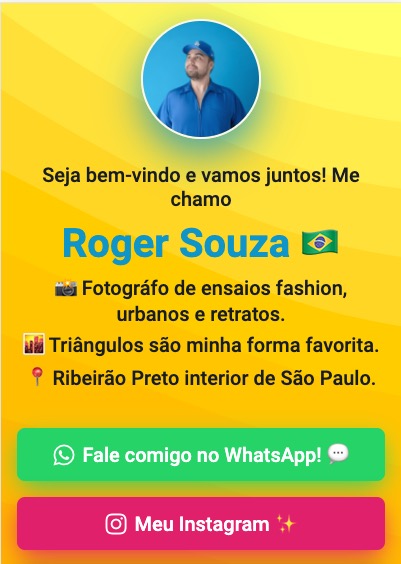 Seja bem-vindo e vamos juntos! Me
chamo
Roger Souza 🇧🇷
📸 Fotográfo de ensaios fashion,
urbanos e retratos.
🌇 Triângulos são minha forma favorita.
📍 Ribeirão Preto interior de São Paulo.
Fale comigo no WhatsApp! 💬
Meu Instagram ✨